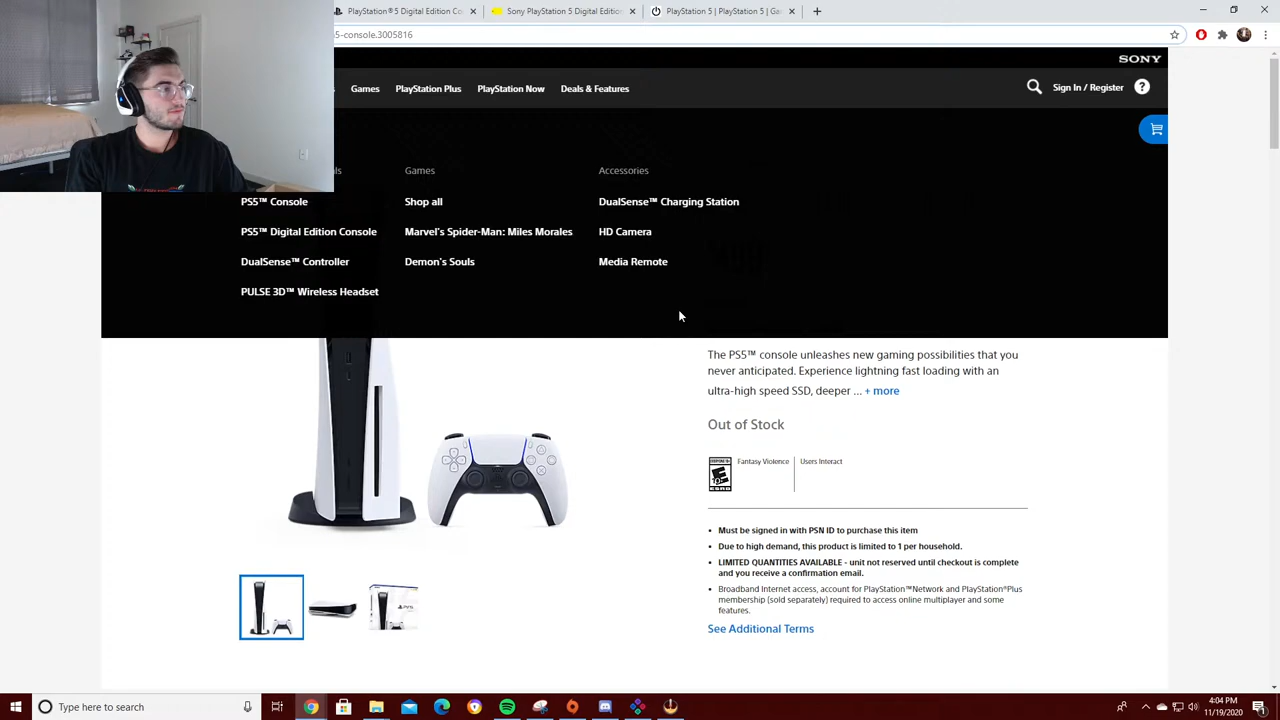 PlayStation® 5 Digital Edition Co
PlayStation 5 Console
Sony PlayStation 5 Digital Edition
PlayStation 5 Digital Edition | P
5-console.3005816
SONY
Games
PlayStation Plus
PlayStation Now
Deals & Features
Sign In / Register
?
ls
Games
Accessories
PS5™ Console
Shop all
DualSense™ Charging Station
PS5™ Digital Edition Console
Marvel's Spider-Man: Miles Morales
HD Camera
DualSense™ Controller
Demon's Souls
Media Remote
PULSE 3D™ Wireless Headset
The PS5™ console unleashes new gaming possibilities that you
never anticipated. Experience lightning fast loading with an
ultra-high speed SSD, deeper ... + more
Out of Stock
Fantasy Violence
Users Interact
E
ESRB
Must be signed in with PSN ID to purchase this item
Due to high demand, this product is limited to 1 per household.
LIMITED QUANTITIES AVAILABLE - unit not reserved until checkout is complete
and you receive a confirmation email.
Broadband Internet access, account for PlayStation™Network and PlayStation®Plus
membership (sold separately) required to access online multiplayer and some
features.
See Additional Terms
Type here to search
4:04 PM
11/19/2020